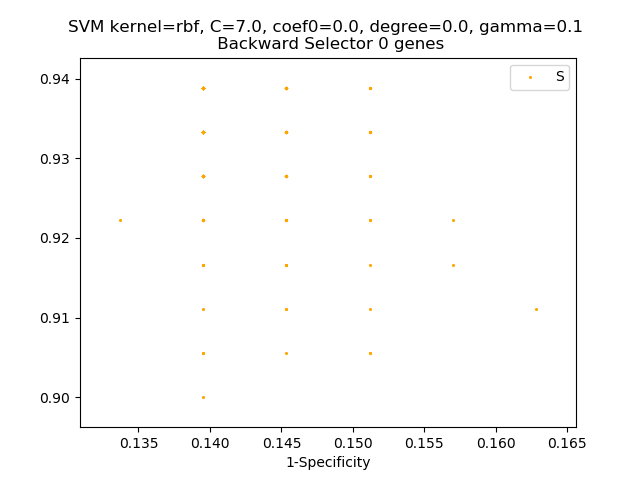 SVM kernel=rbf, C=7.0, coef0=0.0, degree=0.0, gamma=0.1
Backward Selector 0 genes
S
0.94
0.93
0.92
0.91
0.90
0.135 0.140 0.145 0.150 0.155 0.160 0.165
1-Specificity